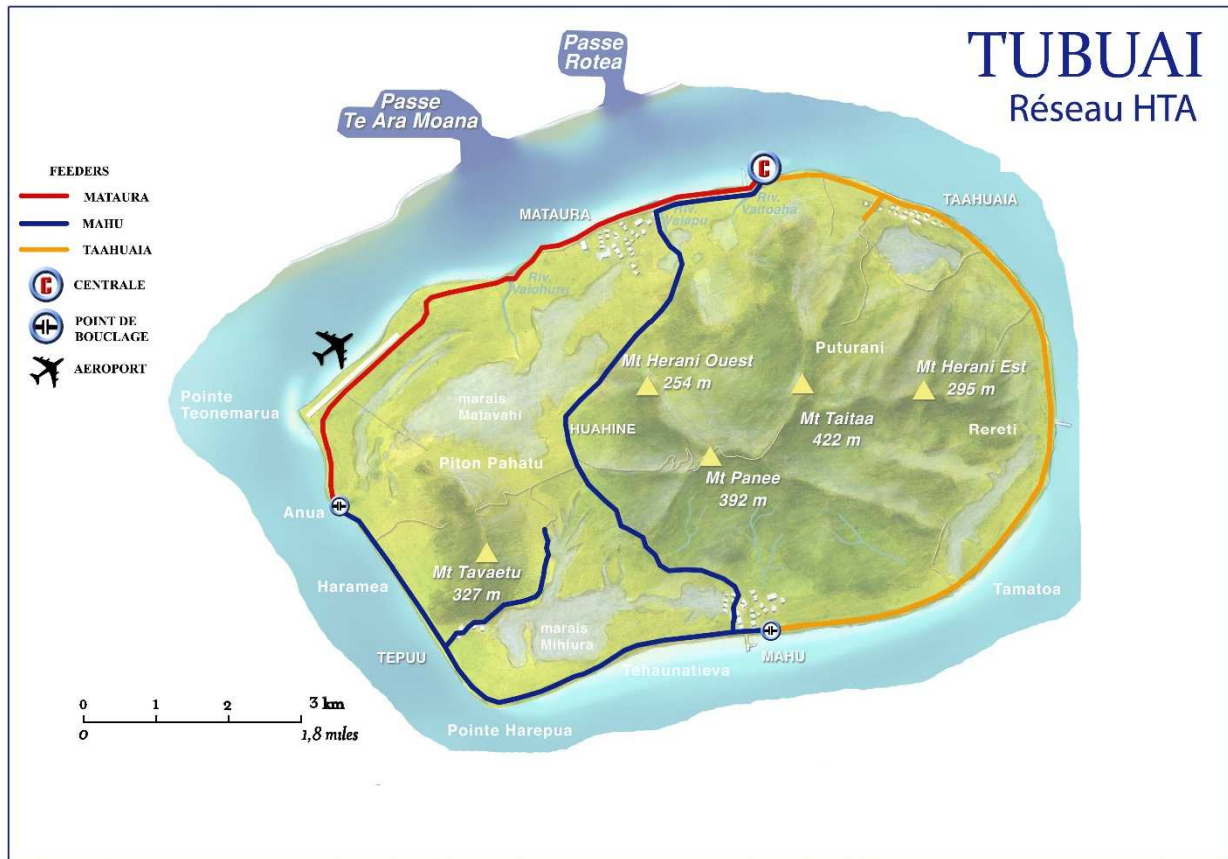 TUBUAI
Réseau HTA
Passe
Rotea
Passe
Te Ara Moana
FEEDERS
MATAURA
MAHU
TAAHUAIA
C
CENTRALE
POINT DE
BOUCLAGE
AEROPORT
C
MATAURA
Riv.
Vaiapu
Riv.
Vaitoaha
TAAHUAIA
Riv.
Vaiohuru
Pointe
Teonemarua
Mt Herani Ouest
254 m
Puturani
Mt Herani Est
295 m
marais
Matavahi
Mt Taitaa
422 m
HUAHINE
Rereti
Piton Pahatu
Mt Panee
392 m
Anua
Mt Tavaetu
327 m
Haramea
Tamatoa
marais
Mihiura
TEPUU
MAHU
Tehaunatieva
Pointe Harepua
0 1 2 3 km
0 1,8 miles